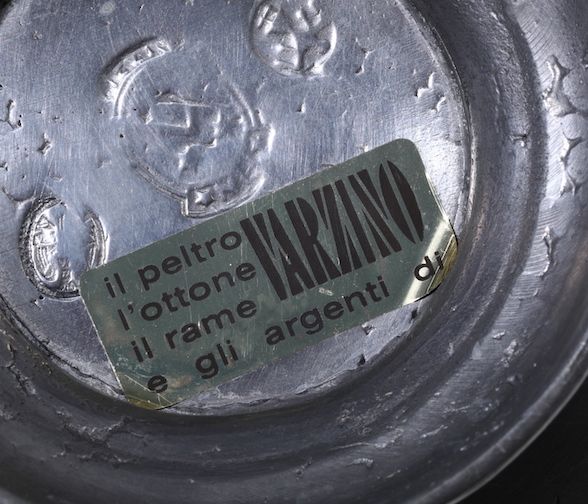 il peltro
l'ottone
il rame
e gli argenti di
VARZINO